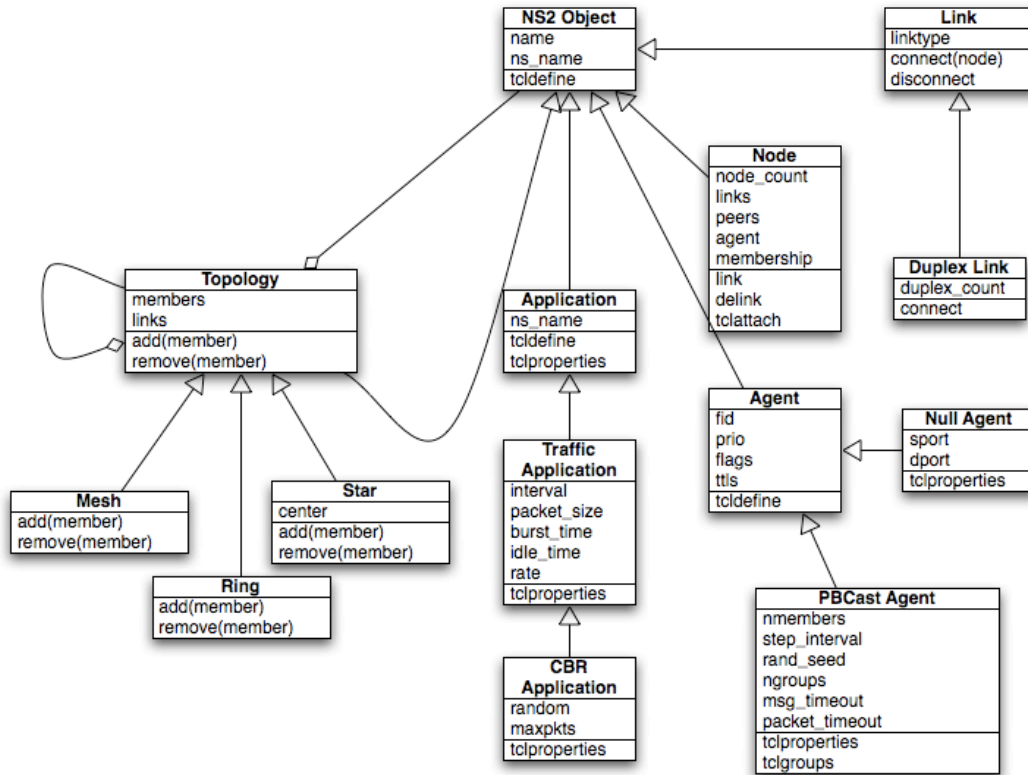 NS2 Object
name
ns_name
tcldefine
Link
linktype
connect(node)
disconnect
Node
node_count
links
peers
agent
membership
link
delink
tclattach
Duplex Link
duplex_count
connect
Topology
members
links
add(member)
remove(member)
Application
ns_name
tcldefine
tclproperties
Agent
fid
prio
flags
ttls
tcldefine
Null Agent
sport
dport
tclproperties
Traffic
Application
interval
packet_size
burst_time
idle_time
rate
tclproperties
Mesh
add(member)
remove(member)
Star
center
add(member)
remove(member)
Ring
add(member)
remove(member)
PBCast Agent
nmembers
step_interval
rand_seed
ngroups
msg_timeout
packet_timeout
tclproperties
tclgroups
CBR
Application
random
maxpkts
tclproperties